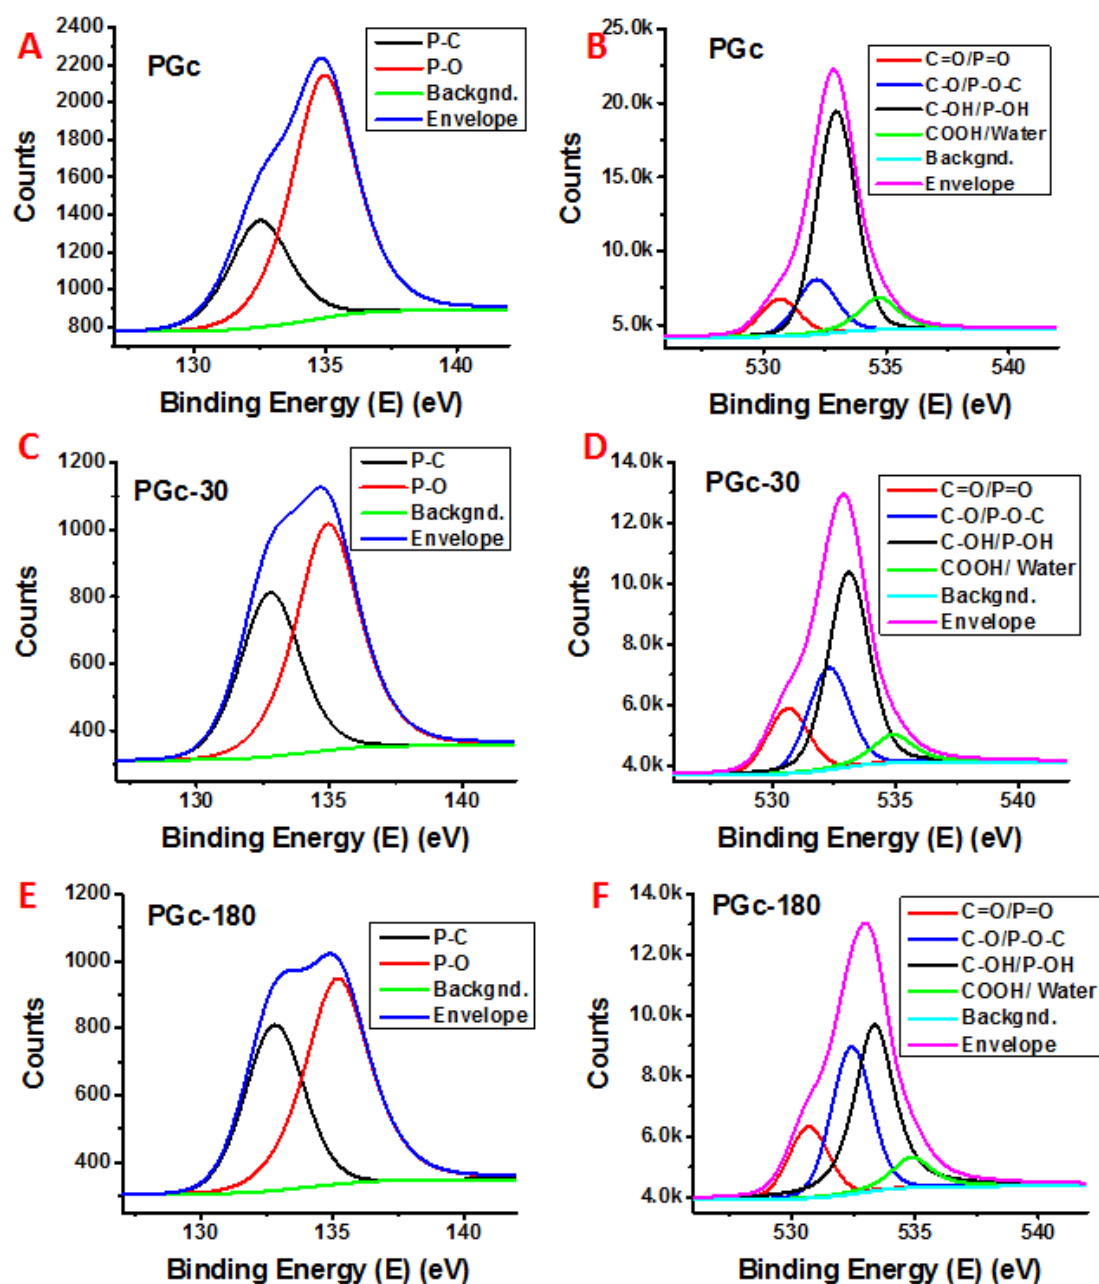 A
PGc
P-C
P-O
Backgnd.
Envelope
2400
2200
2000
1800
1600
1400
1200
1000
800
Counts
130
135
140
Binding Energy (E) (eV)
B
PGc
C=O/P=O
C-O/P-O-C
C-OH/P-OH
COOH/Water
Backgnd.
Envelope
25.0k
20.0k
15.0k
10.0k
5.0k
Counts
530
535
540
Binding Energy (E) (eV)
C
PGc-30
P-C
P-O
Backgnd.
Envelope
1200
1000
800
600
400
Counts
130
135
140
Binding Energy (E) (eV)
D
PGc-30
C=O/P=O
C-O/P-O-C
C-OH/P-OH
COOH/ Water
Backgnd.
Envelope
14.0k
12.0k
10.0k
8.0k
6.0k
4.0k
Counts
530
535
540
Binding Energy (E) (eV)
E
PGc-180
P-C
P-O
Backgnd.
Envelope
1200
1000
800
600
400
Counts
130
135
140
Binding Energy (E) (eV)
F
PGc-180
C=O/P=O
C-O/P-O-C
C-OH/P-OH
COOH/ Water
Backgnd.
Envelope
14.0k
12.0k
10.0k
8.0k
6.0k
4.0k
Counts
530
535
540
Binding Energy (E) (eV)